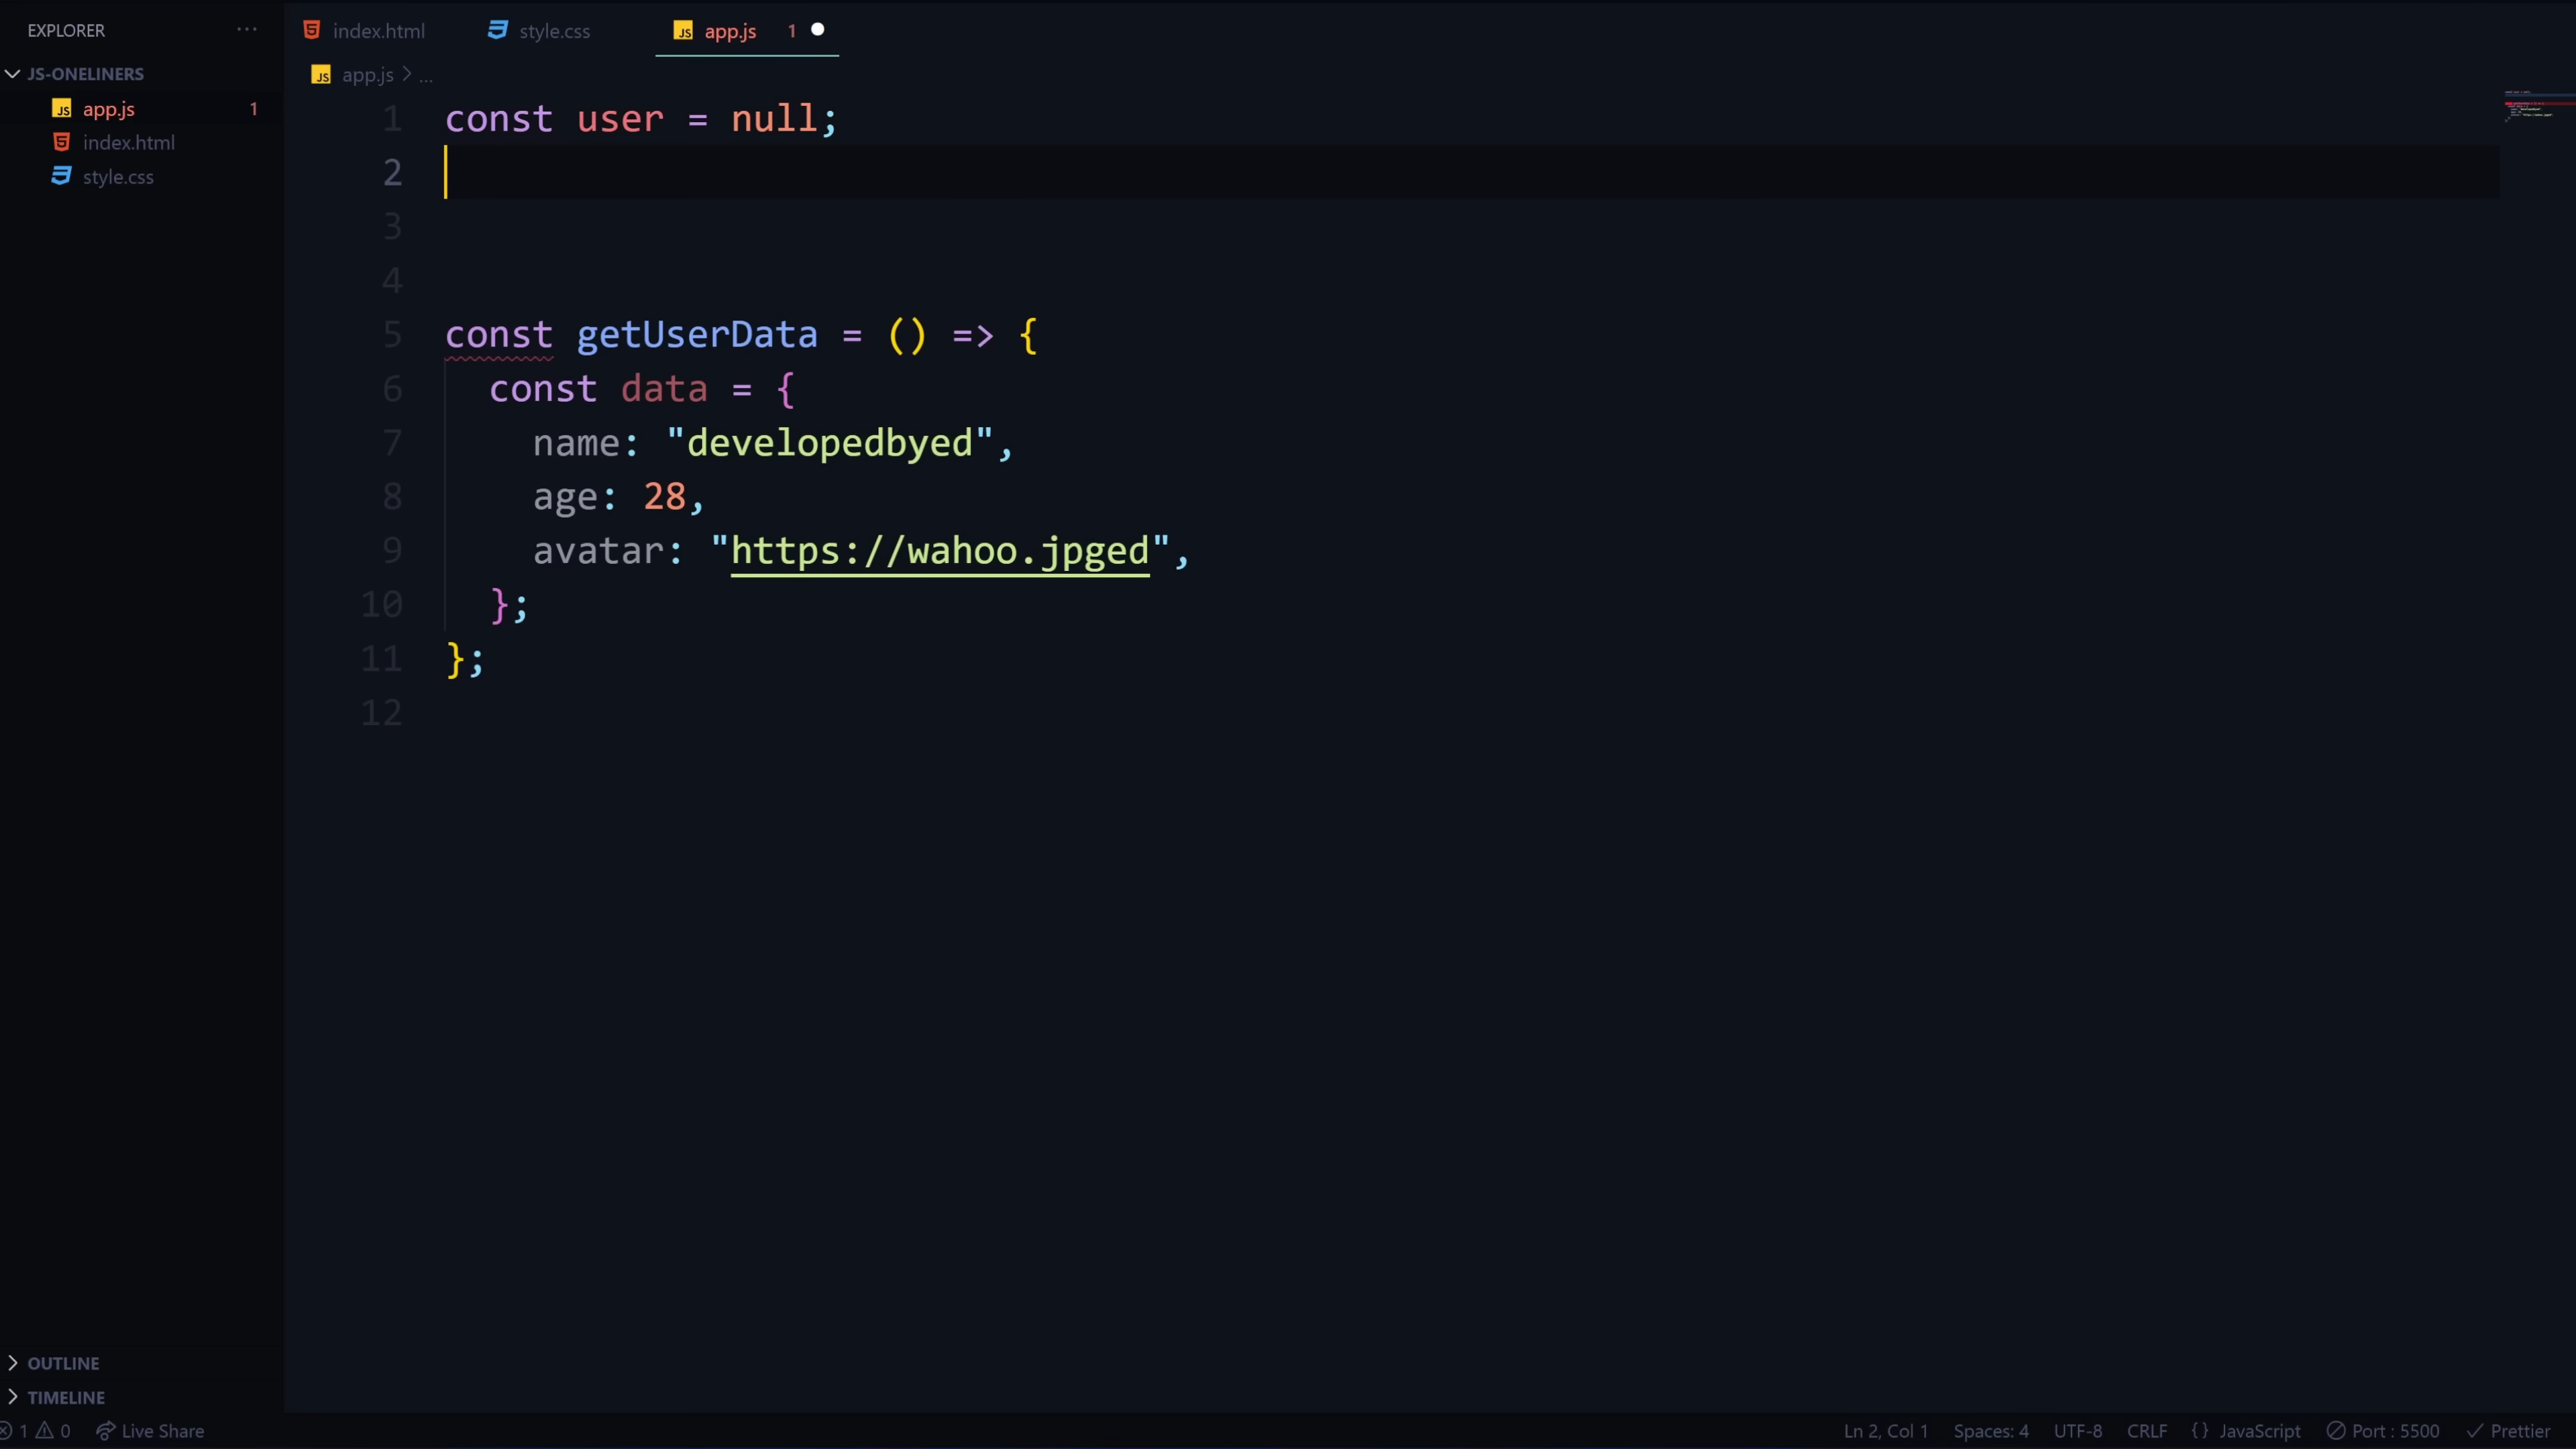 EXPLORER ...
JS-ONELINERS
JS app.js 1
index.html
style.css
index.html style.css JS app.js 1
JS app.js > ...
1 const user = null;
2
3
4
5 const getUserData = () => {
6 const data = {
7 name: "developedbyed",
8 age: 28,
9 avatar: "https://wahoo.jpged",
10 };
11 };
12
OUTLINE
TIMELINE
1 0 Live Share Ln 2, Col 1 Spaces: 4 UTF-8 CRLF {} JavaScript Port : 5500 Prettier